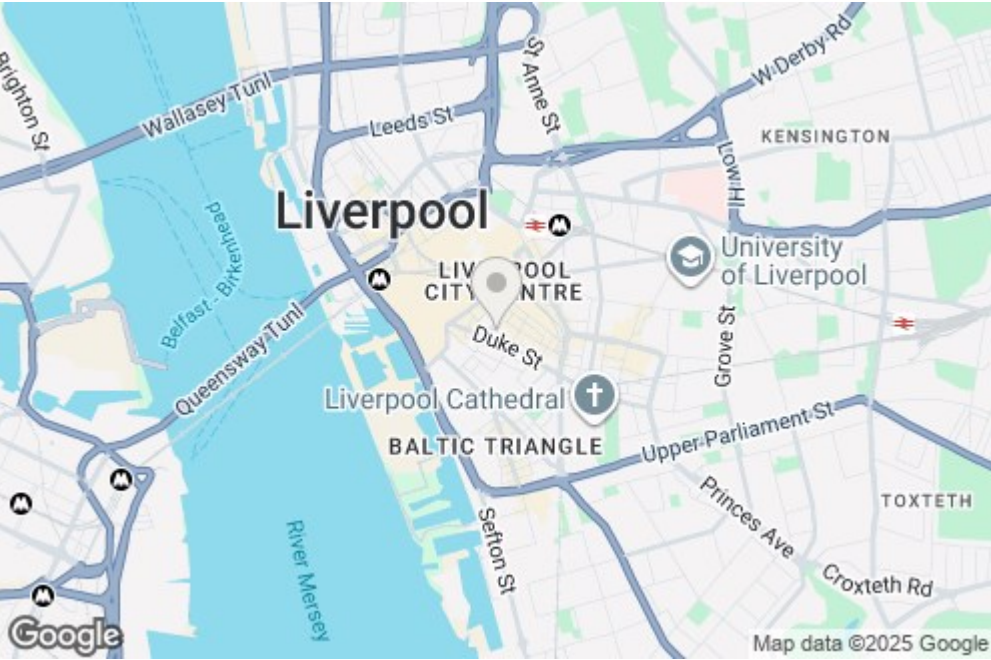 Brighton St
Wallasey Tunl
Leeds St
St Anne St
W Derby Rd
KENSINGTON
Low Hl
Liverpool
Belfast - Birkenhead
LIVERPOOL
CITY CENTRE
University
of Liverpool
Queensway Tunl
Duke St
Grove St
Liverpool Cathedral
BALTIC TRIANGLE
Upper Parliament St
Princes Ave
TOXTETH
Sefton St
River Mersey
Croxteth Rd
Google
Map data ©2025 Google